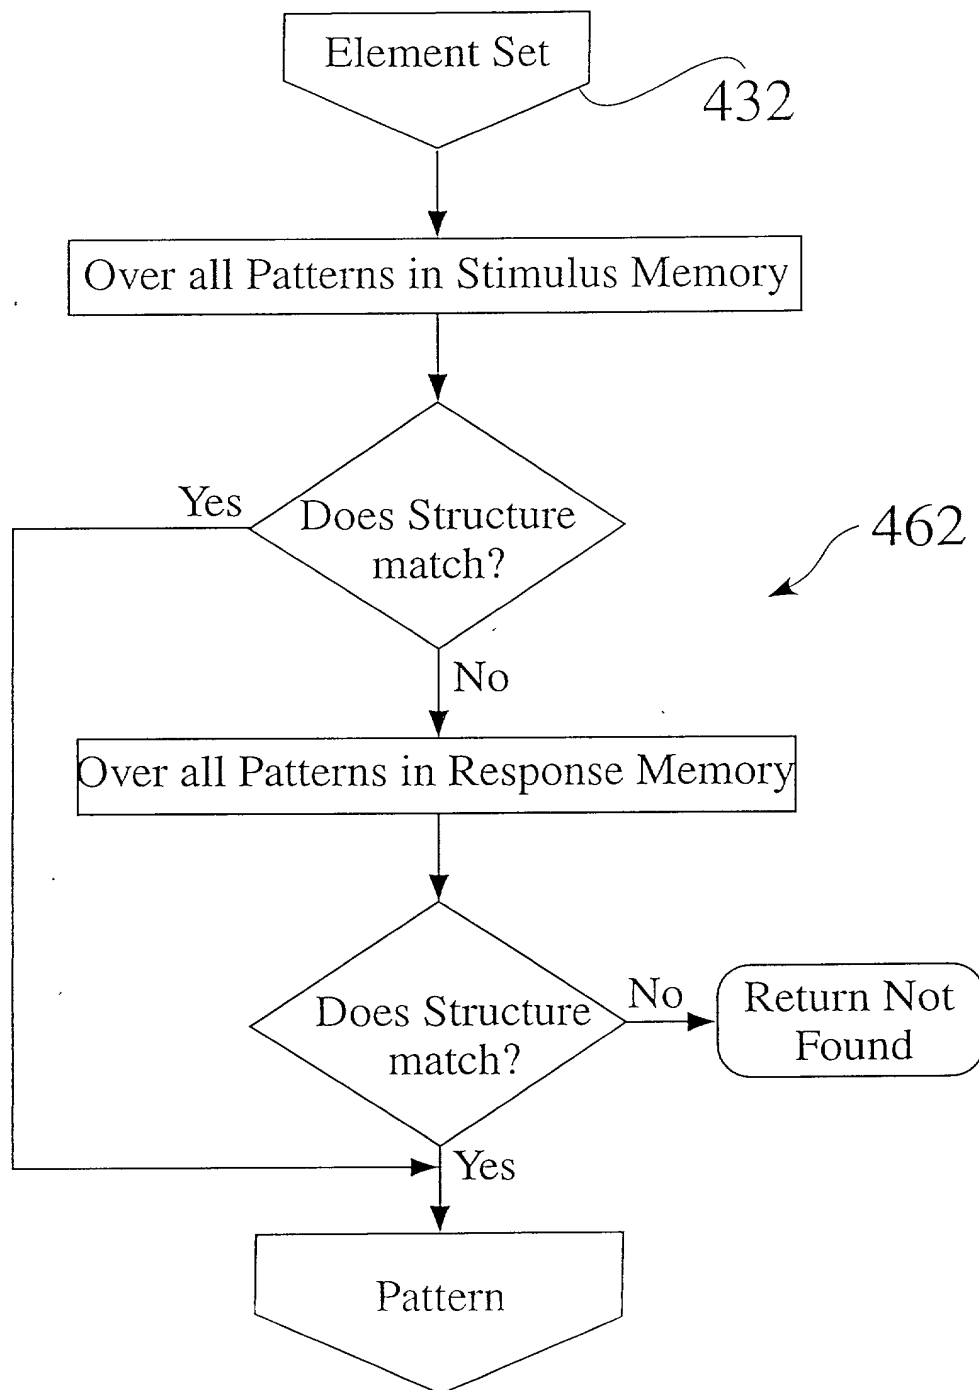 Element Set
432
Over all Patterns in Stimulus Memory
Yes
Does Structure
match?
462
No
Over all Patterns in Response Memory
Does Structure
match?
No
Return Not
Found
Yes
Pattern